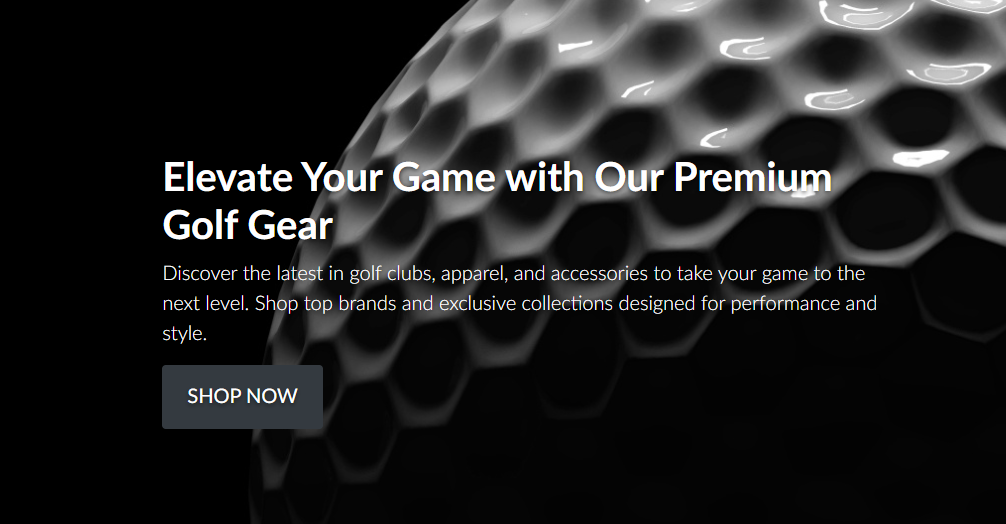 Elevate Your Game with Our Premium
Golf Gear
Discover the latest in golf clubs, apparel, and accessories to take your game to the
next level. Shop top brands and exclusive collections designed for performance and
style.
SHOP NOW